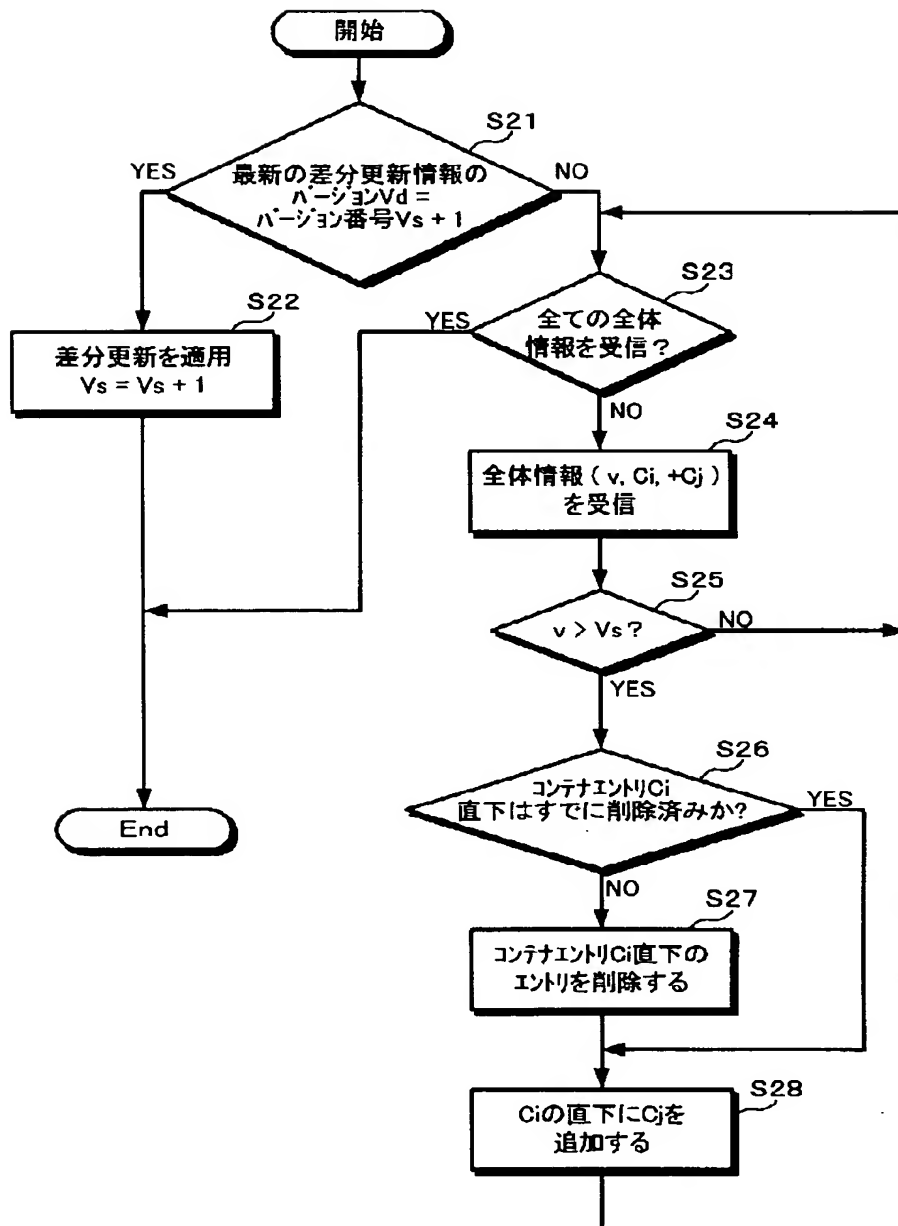 開始
S21
YES
NO
最新の差分更新情報の
バージョンVd =
バージョン番号Vs + 1
S22
差分更新を適用
Vs = Vs + 1
S23
YES
全ての全体
情報を受信？
NO
S24
全体情報 ( v, Ci, +Cj )
を受信
S25
v > Vs ?
NO
YES
S26
コンテナエントリCi
直下はすでに削除済みか?
YES
NO
End
S27
コンテナエントリCi直下の
エントリを削除する
S28
Ciの直下にCjを
追加する